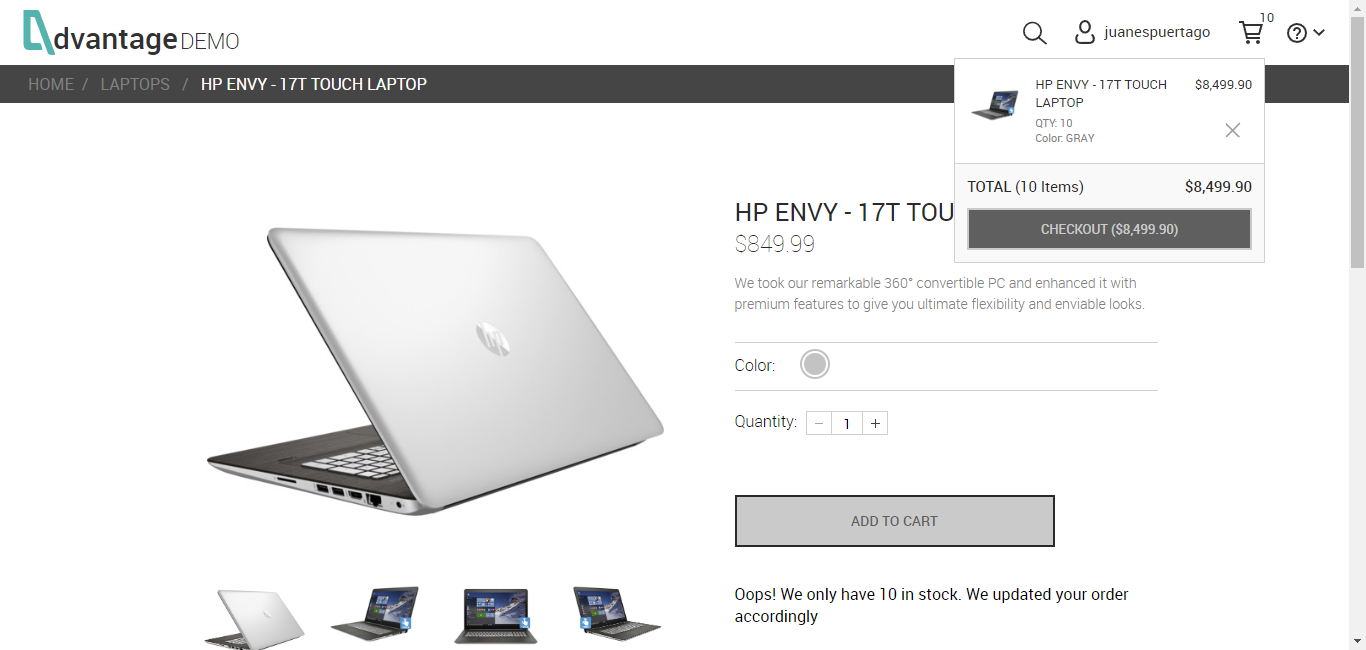 dvantage DEMO
juanespuertago
10
?
HOME / LAPTOPS / HP ENVY - 17T TOUCH LAPTOP
HP ENVY - 17T TOUCH
LAPTOP
$8,499.90
QTY: 10
Color: GRAY
TOTAL (10 Items) $8,499.90
CHECKOUT ($8,499.90)
HP ENVY - 17T TOU
$849.99
We took our remarkable 360° convertible PC and enhanced it with
premium features to give you ultimate flexibility and enviable looks.
Color:
Quantity: − 1 +
ADD TO CART
Oops! We only have 10 in stock. We updated your order
accordingly
hp